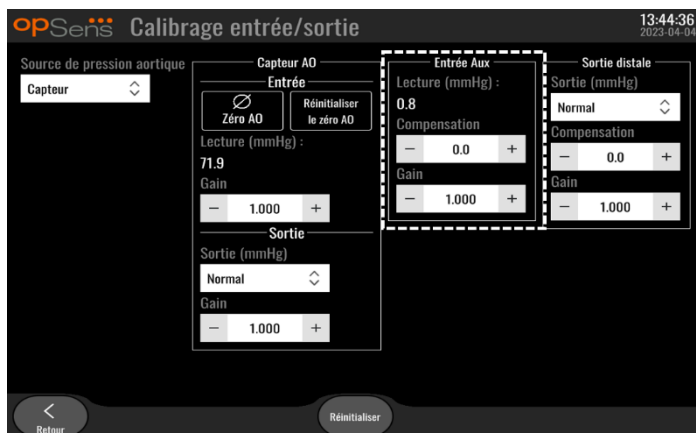 opSens Calibrage entrée/sortie
13:44:36
2023-04-04
Source de pression aortique
Capteur
Capteur AO
Entrée
Zéro AO
Réinitialiser
le zéro AO
Lecture (mmHg) :
71.9
Gain
− 1.000 +
Sortie
Sortie (mmHg)
Normal
Gain
− 1.000 +
Entrée Aux
Lecture (mmHg) :
0.8
Compensation
− 0.0 +
Gain
− 1.000 +
Sortie distale
Sortie (mmHg)
Normal
Compensation
− 0.0 +
Gain
− 1.000 +
Retour
Réinitialiser